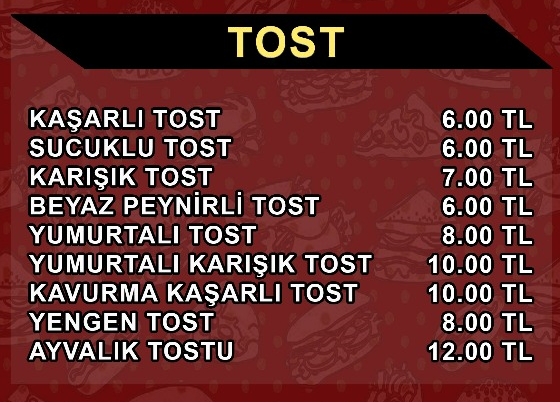 TOST
KAŞARLI TOST 6.00 TL
SUCUKLU TOST 6.00 TL
KARIŞIK TOST 7.00 TL
BEYAZ PEYNİRLİ TOST 6.00 TL
YUMURTALI TOST 8.00 TL
YUMURTALI KARIŞIK TOST 10.00 TL
KAVURMA KAŞARLI TOST 10.00 TL
YENGEN TOST 8.00 TL
AYVALIK TOSTU 12.00 TL